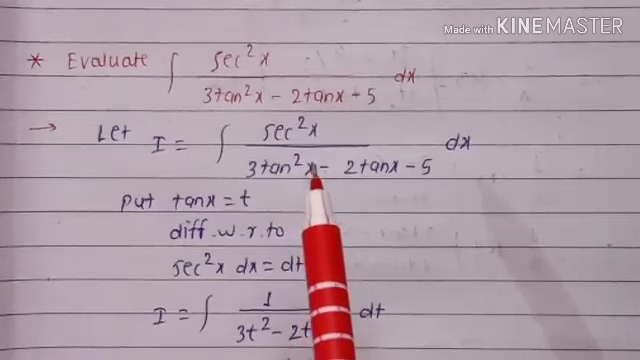 Made with KINEMASTER
* Evaluate ∫ sec²x / 3tan²x - 2tanx - 5 dx
→ Let I = ∫ sec²x / 3tan²x - 2tanx - 5 dx
put tanx = t
diff. w. r. to
sec²x dx = dt
I = ∫ 1 / 3t² - 2t dt